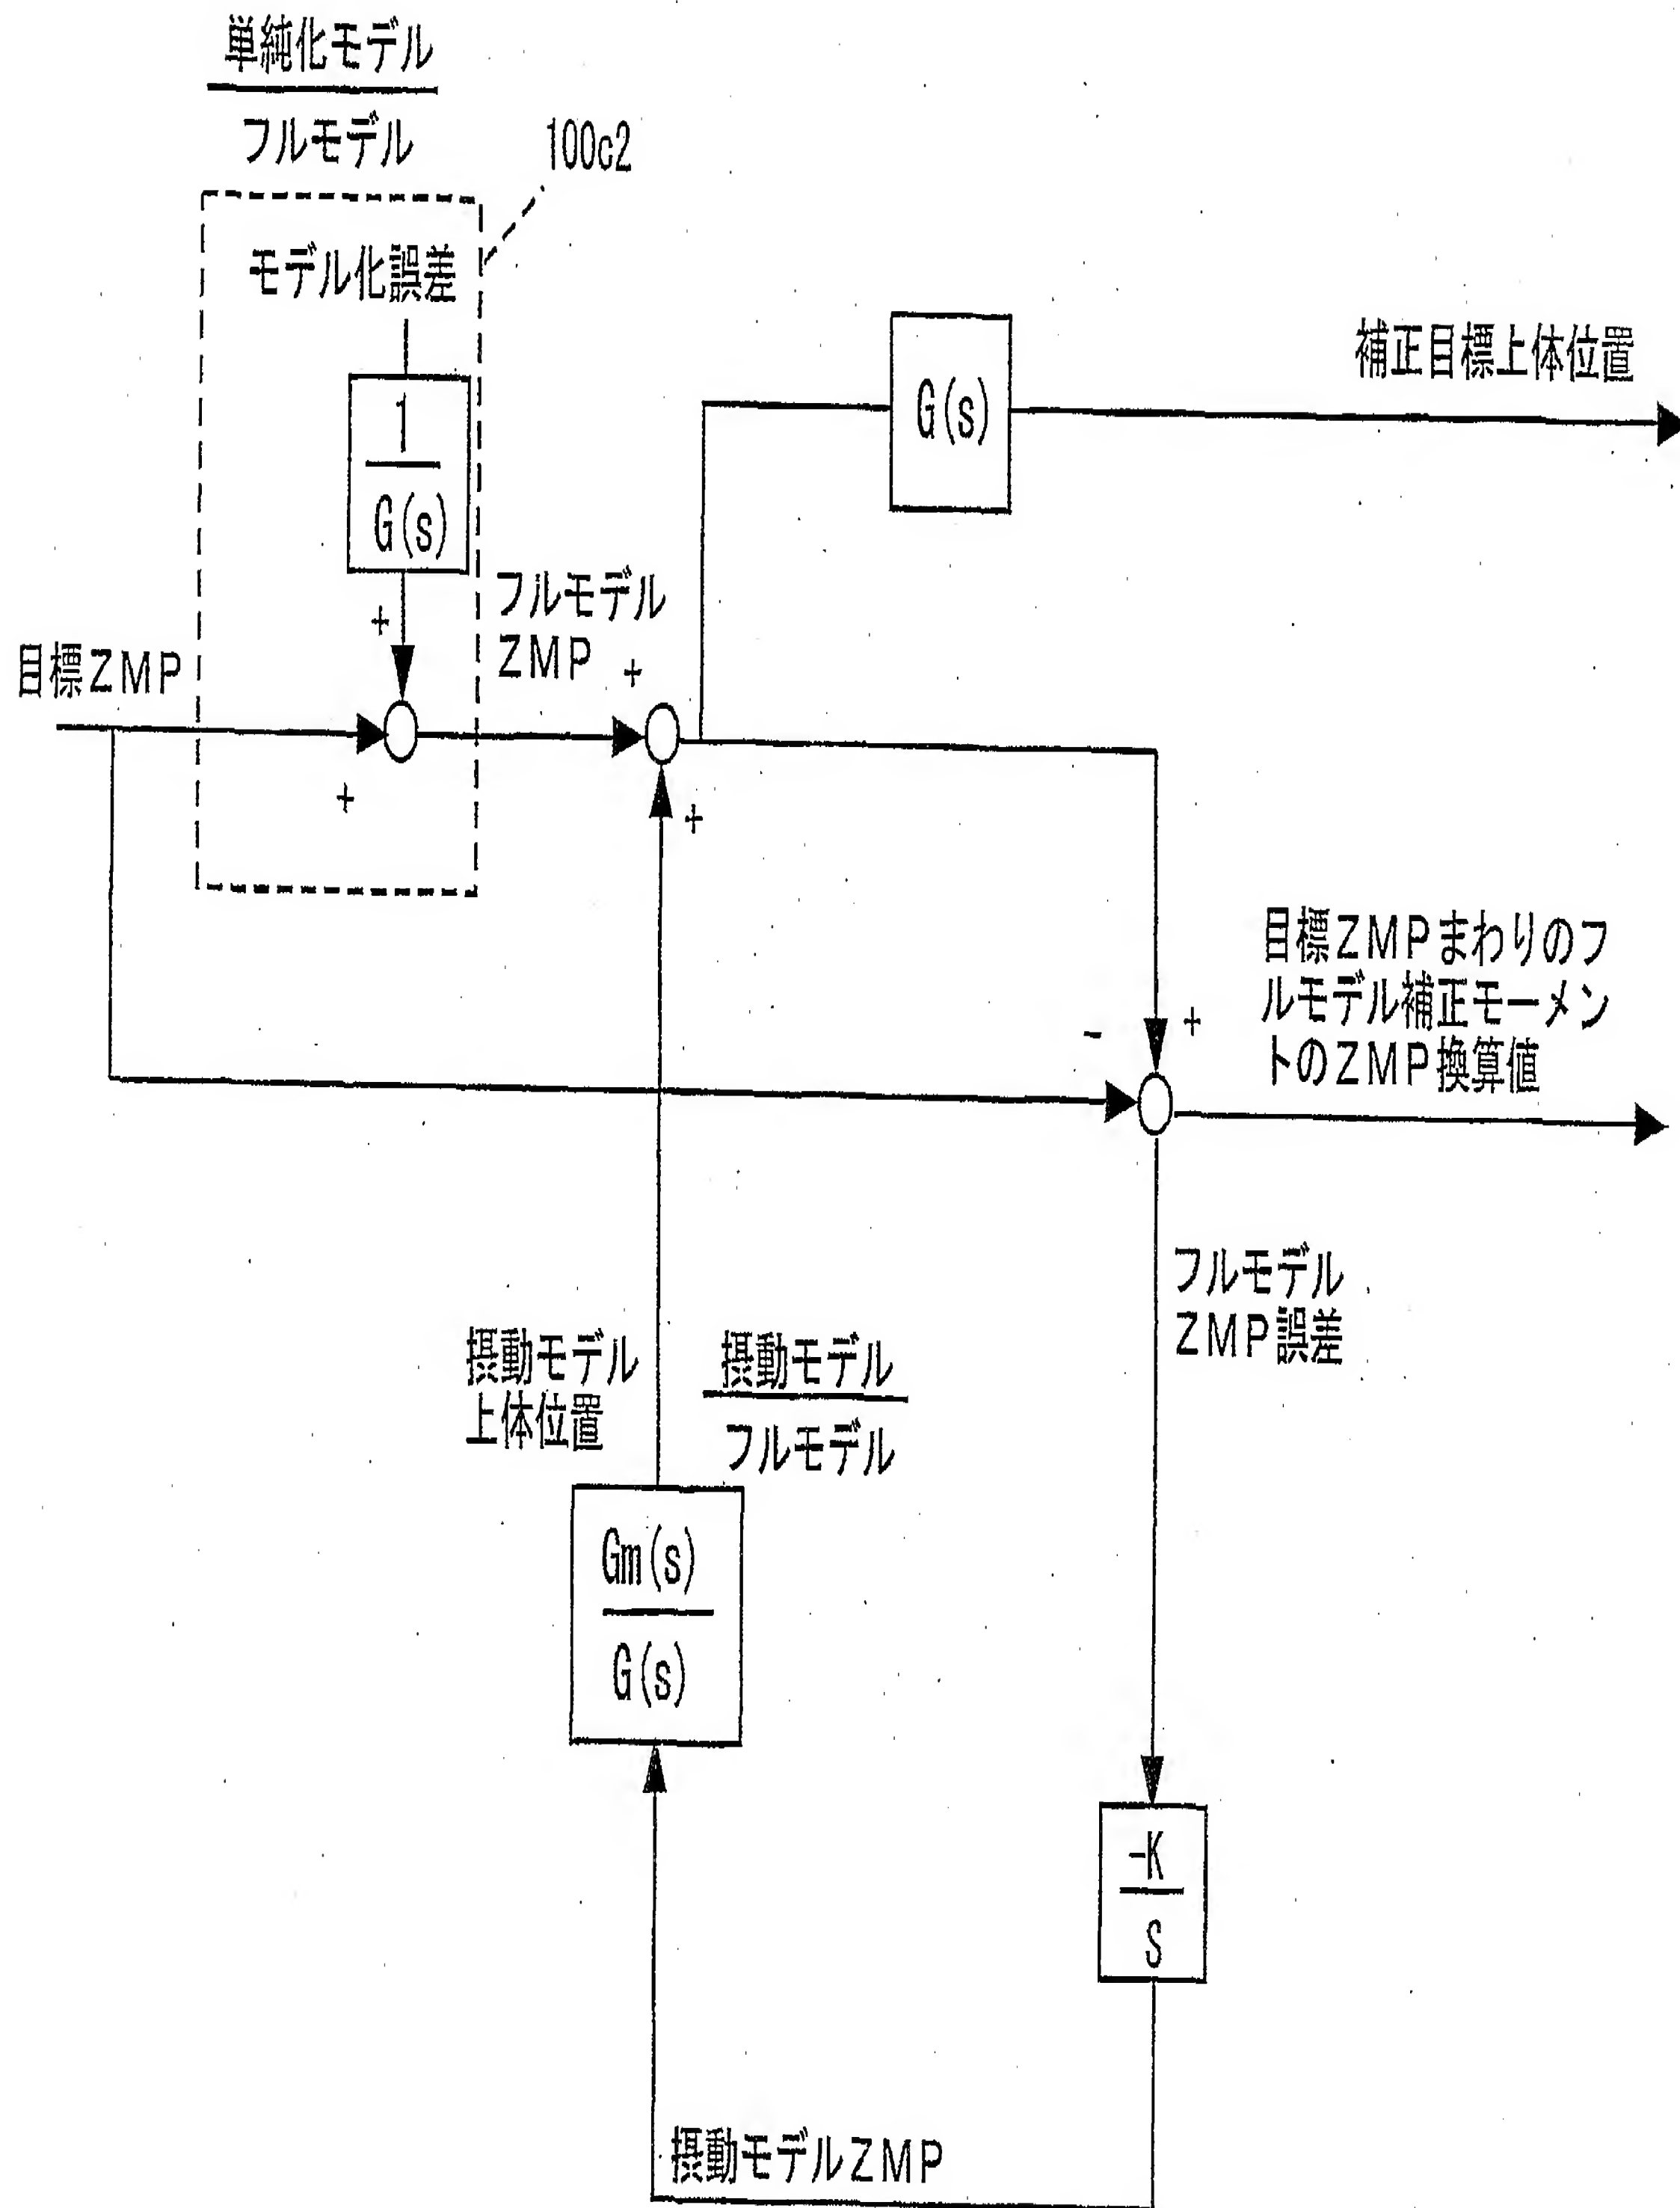 単純化モデル
フルモデル
100c2
モデル化誤差
1
G(s)
G(s)
補正目標上体位置
+
フルモデル
ZMP
+
目標ZMP
+
+
目標ZMPまわりのフ
ルモデル補正モーメン
トのZMP換算値
-
+
フルモデル
ZMP誤差
摂動モデル
上体位置
摂動モデル
フルモデル
Gm(s)
G(s)
-K
S
摂動モデルZMP